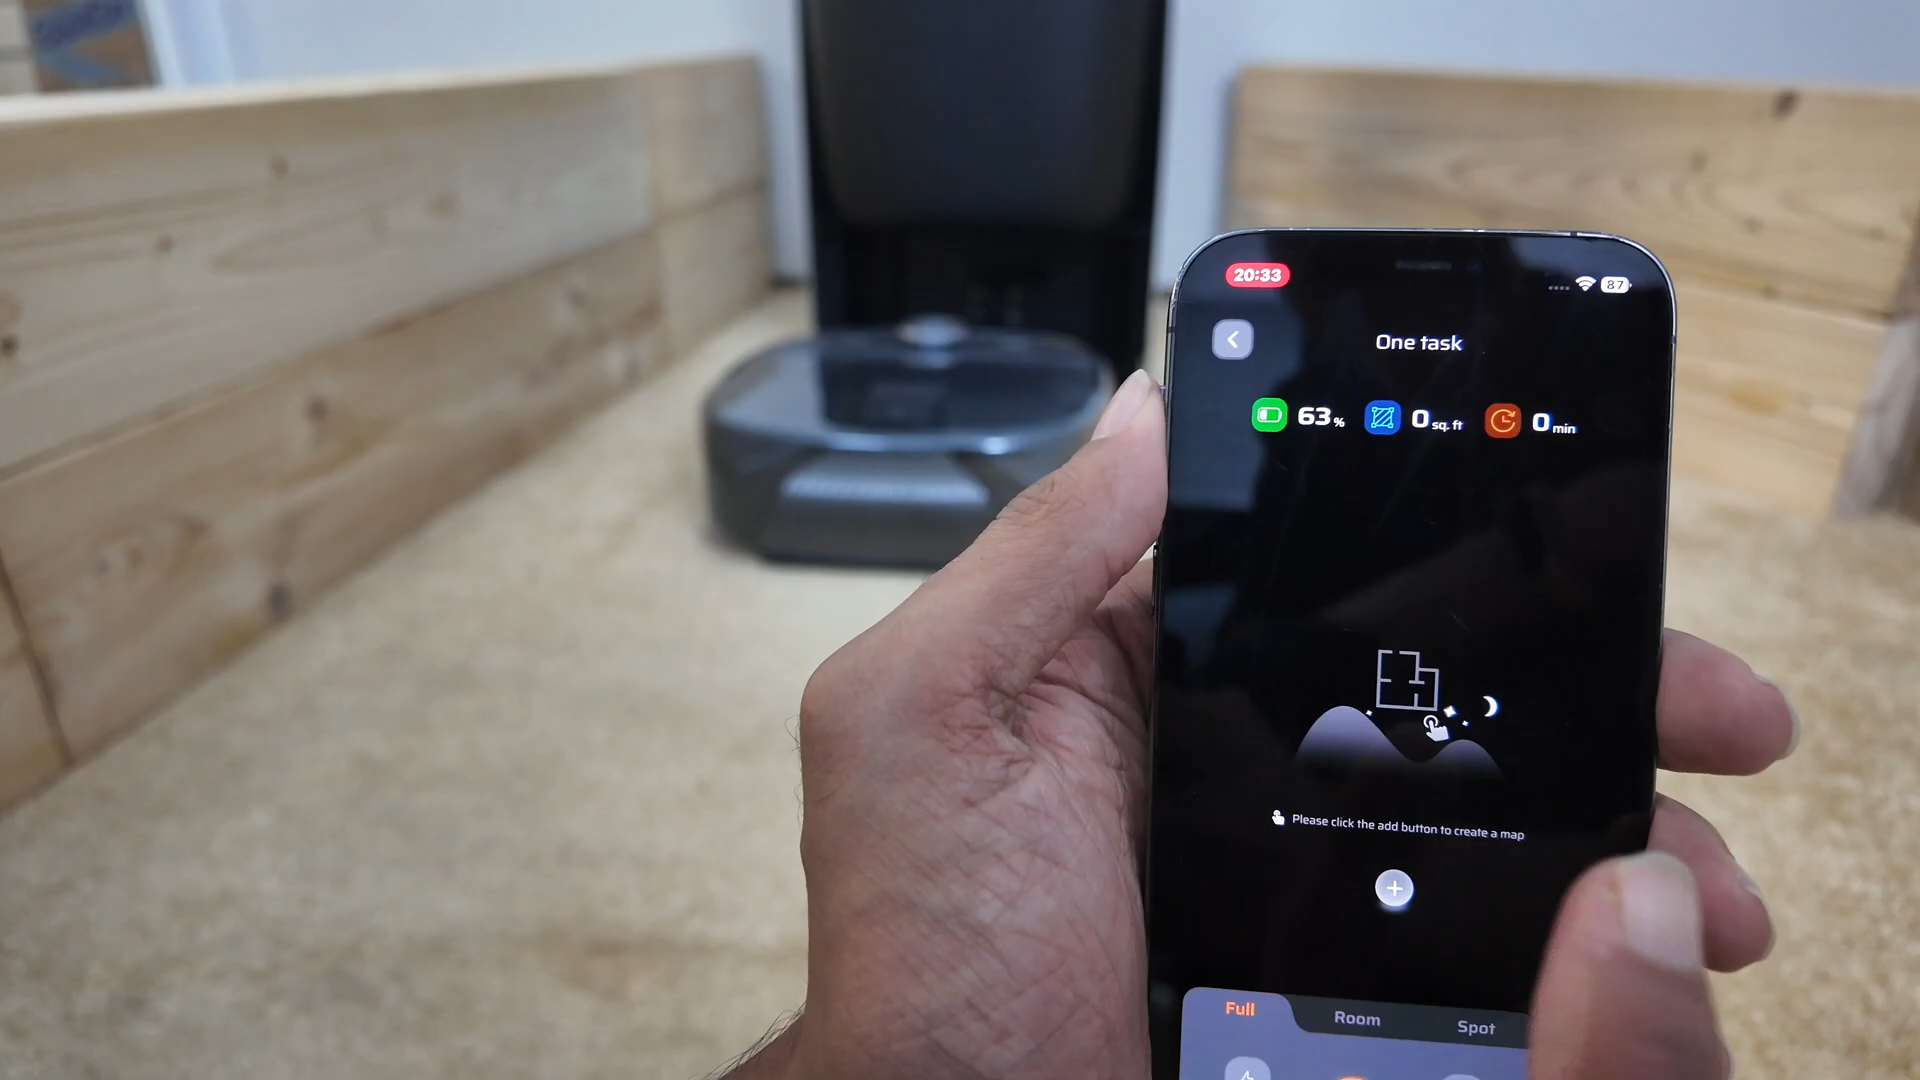 20:33
87
One task
63 %
0 sq. ft
0 min
Please click the add button to create a map
Full
Room
Spot